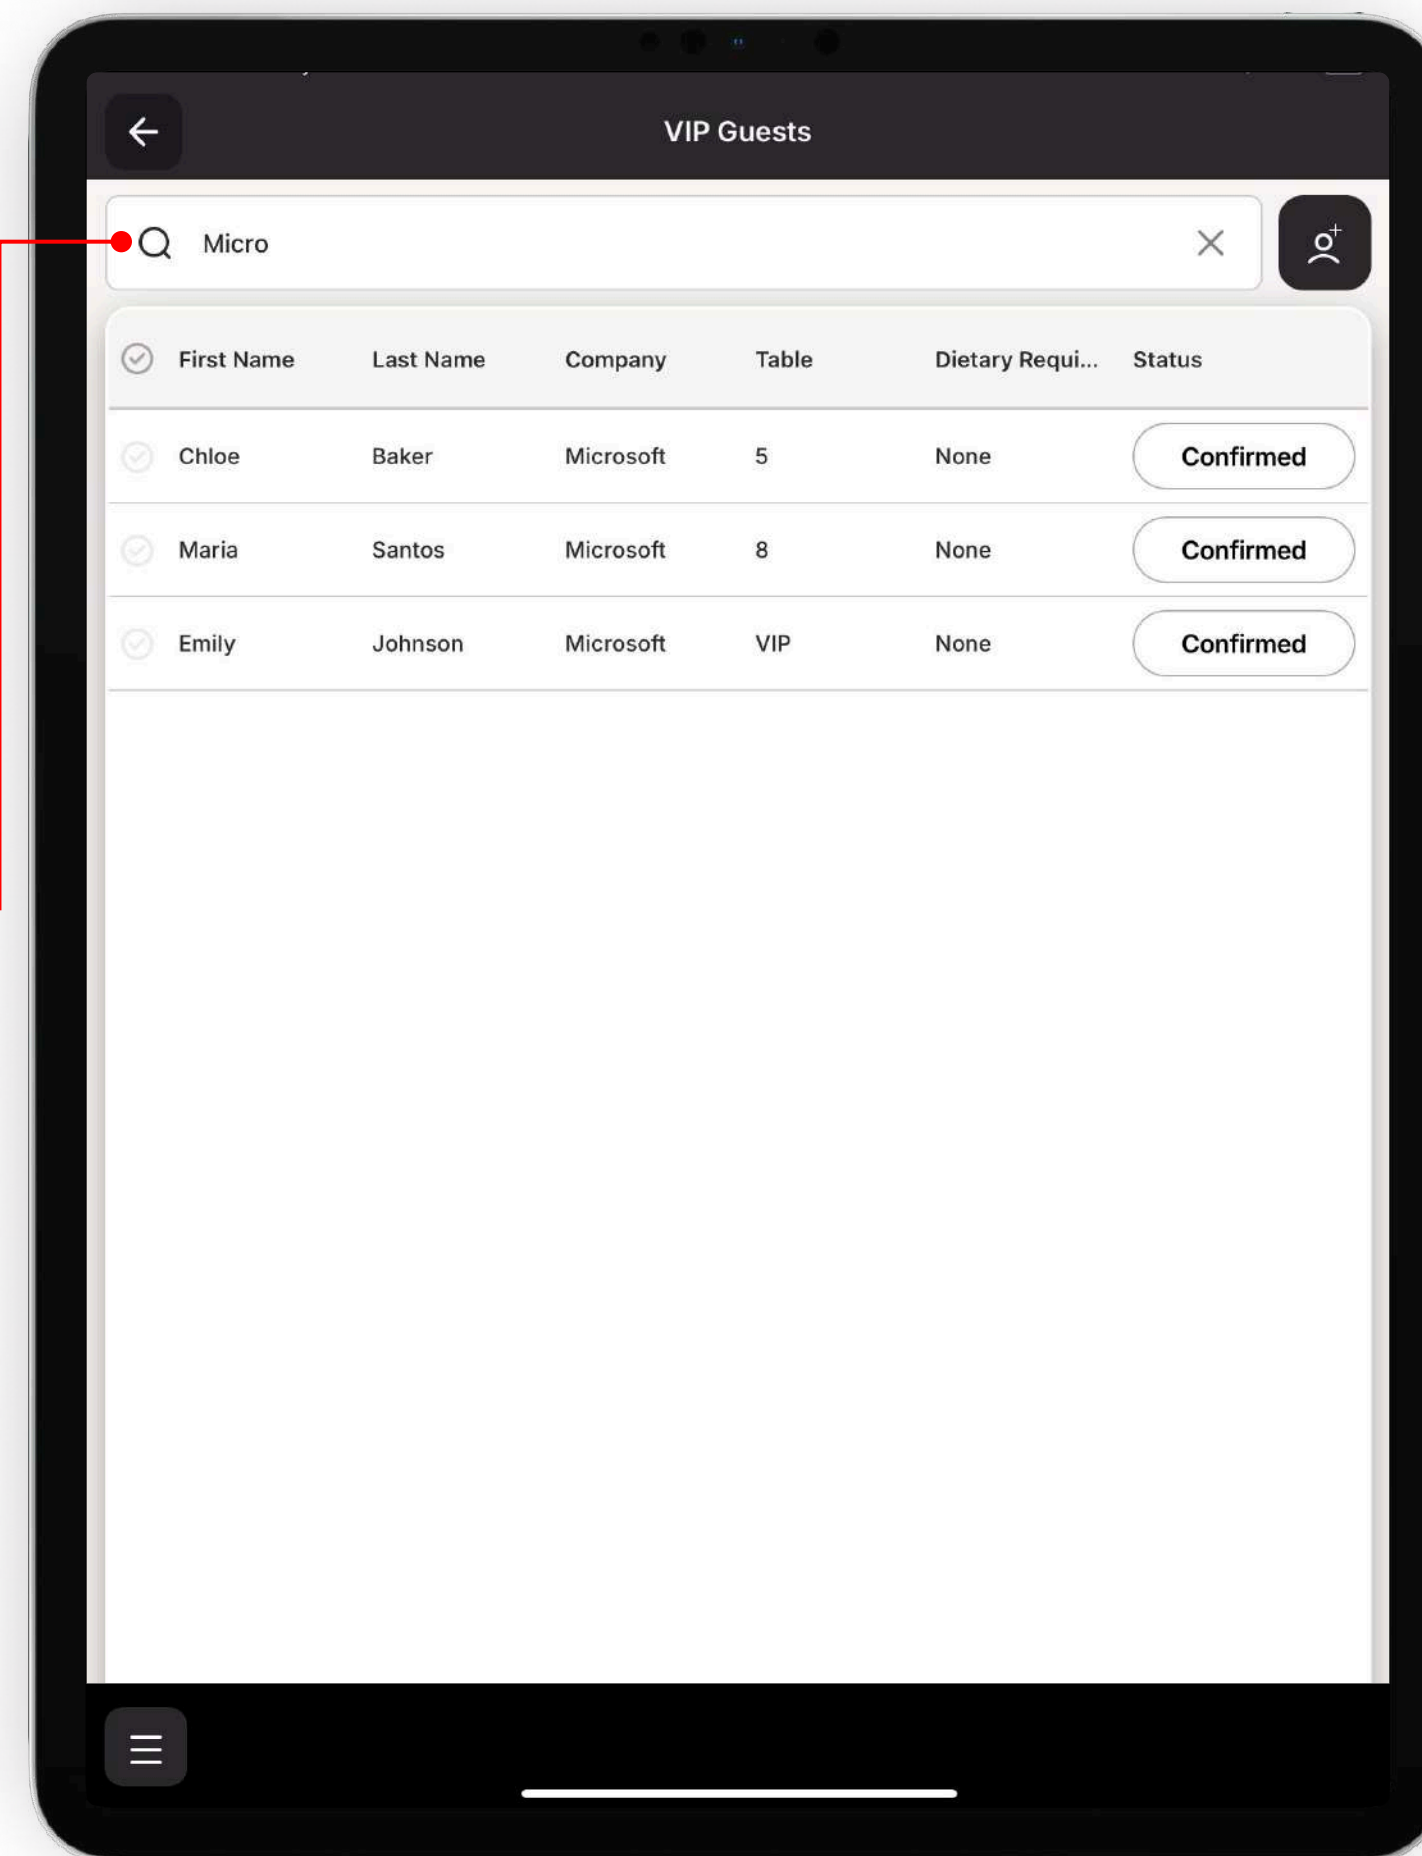 VIP Guests
Micro
First Name Last Name Company Table Dietary Requi... Status
Chloe Baker Microsoft 5 None Confirmed
Maria Santos Microsoft 8 None Confirmed
Emily Johnson Microsoft VIP None Confirmed